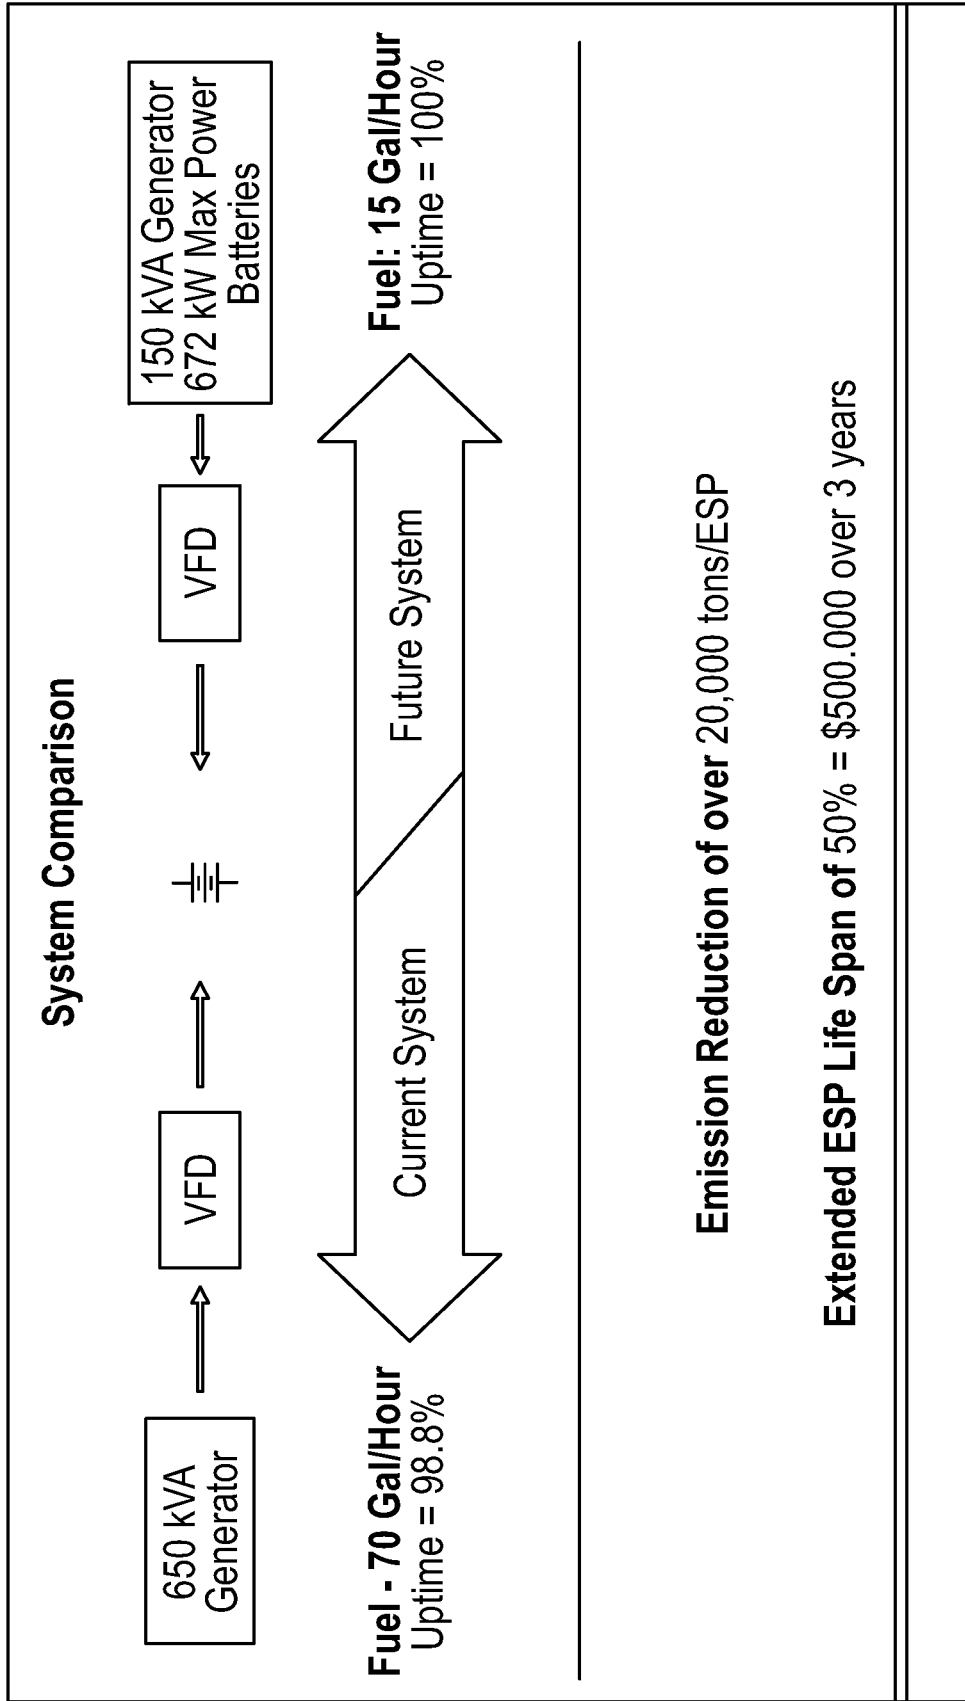 System Comparison
650 kVA
Generator
VFD
VFD
150 kVA Generator
672 kW Max Power
Batteries
Fuel - 70 Gal/Hour
Uptime = 98.8%
Current System
Future System
Fuel: 15 Gal/Hour
Uptime = 100%
Emission Reduction of over 20,000 tons/ESP
Extended ESP Life Span of 50% = $500.000 over 3 years